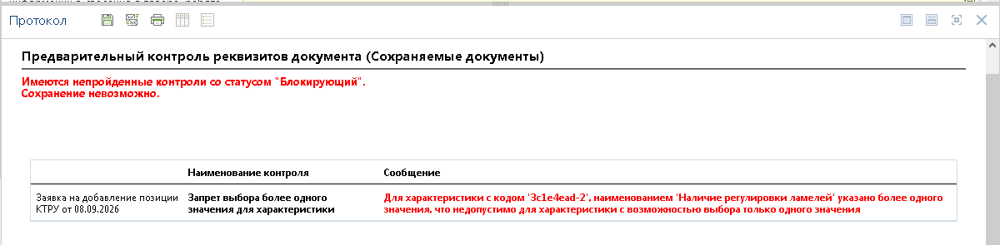 Протокол
Предварительный контроль реквизитов документа (Сохраняемые документы)
Имеются непройденные контроли со статусом "Блокирующий".
Сохранение невозможно.
Наименование контроля Сообщение
Заявка на добавление позиции Запрет выбора более одного Для характеристики с кодом '3c1e4ead-2', наименованием 'Наличие регулировки ламелей' указано более одного
КТРУ от 08.09.2026 значения для характеристики значения, что недопустимо для характеристики с возможностью выбора только одного значения